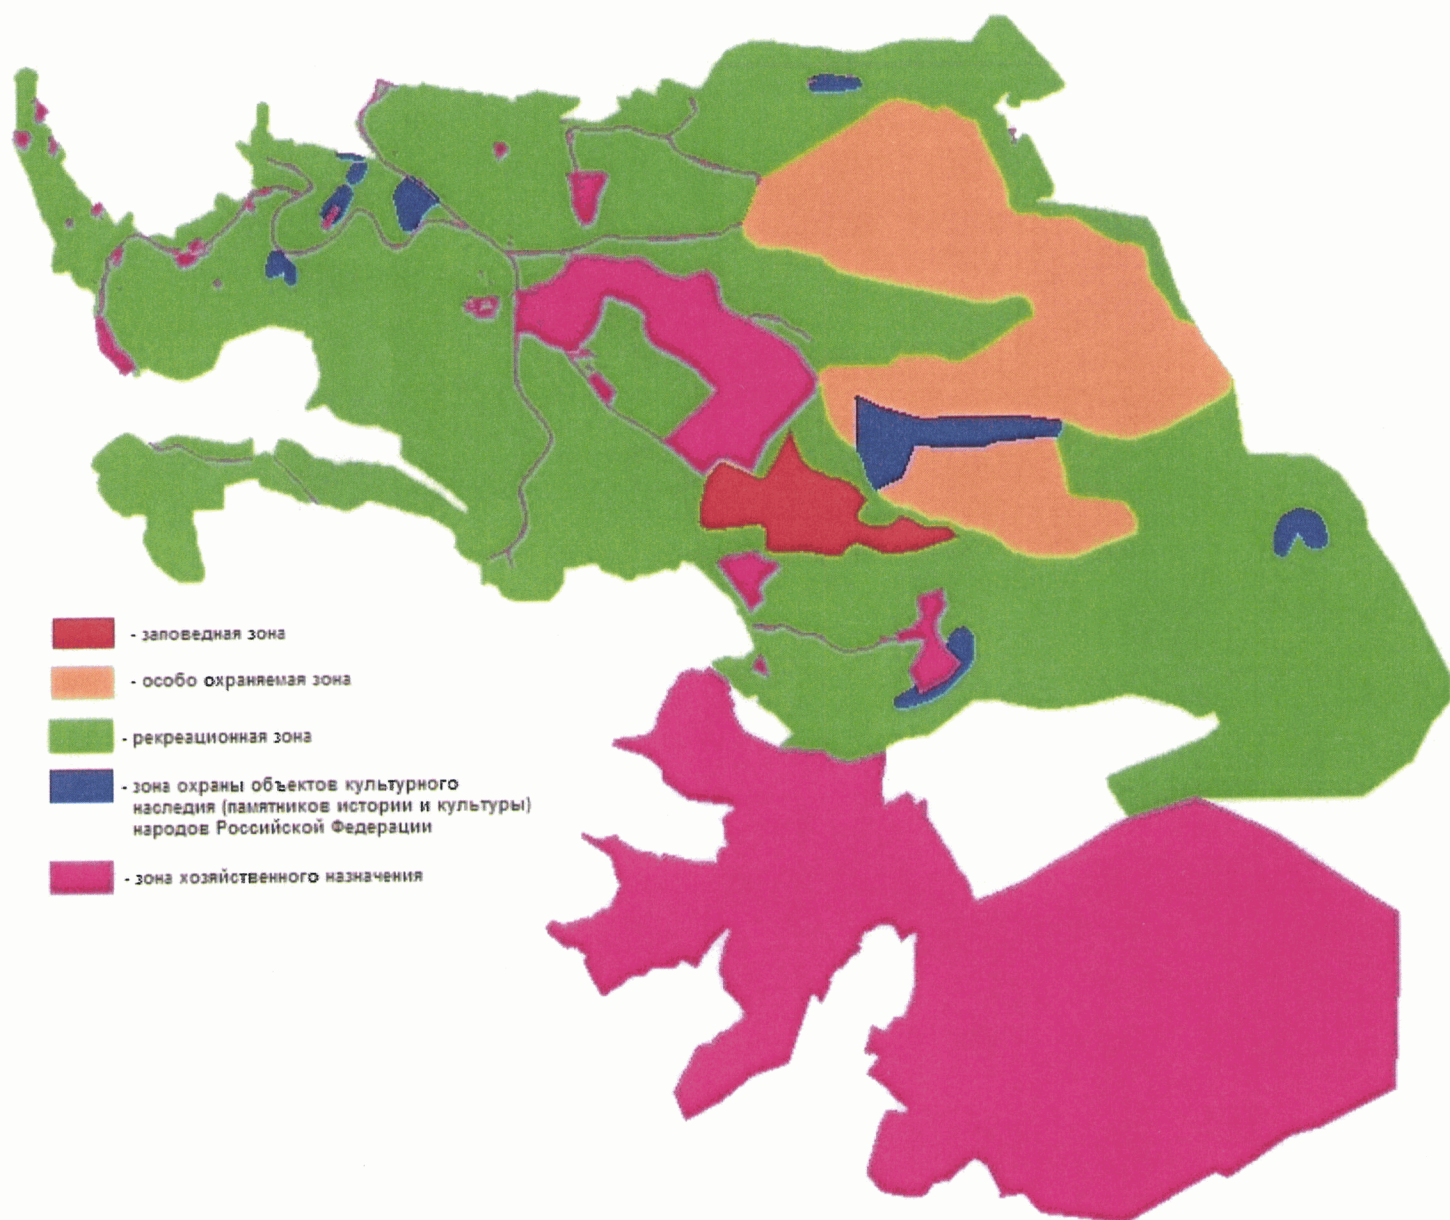 - заповедная зона
- особо охраняемая зона
- рекреационная зона
- зона охраны объектов культурного
наследия (памятников истории и культуры)
народов Российской Федерации
- зона хозяйственного назначения